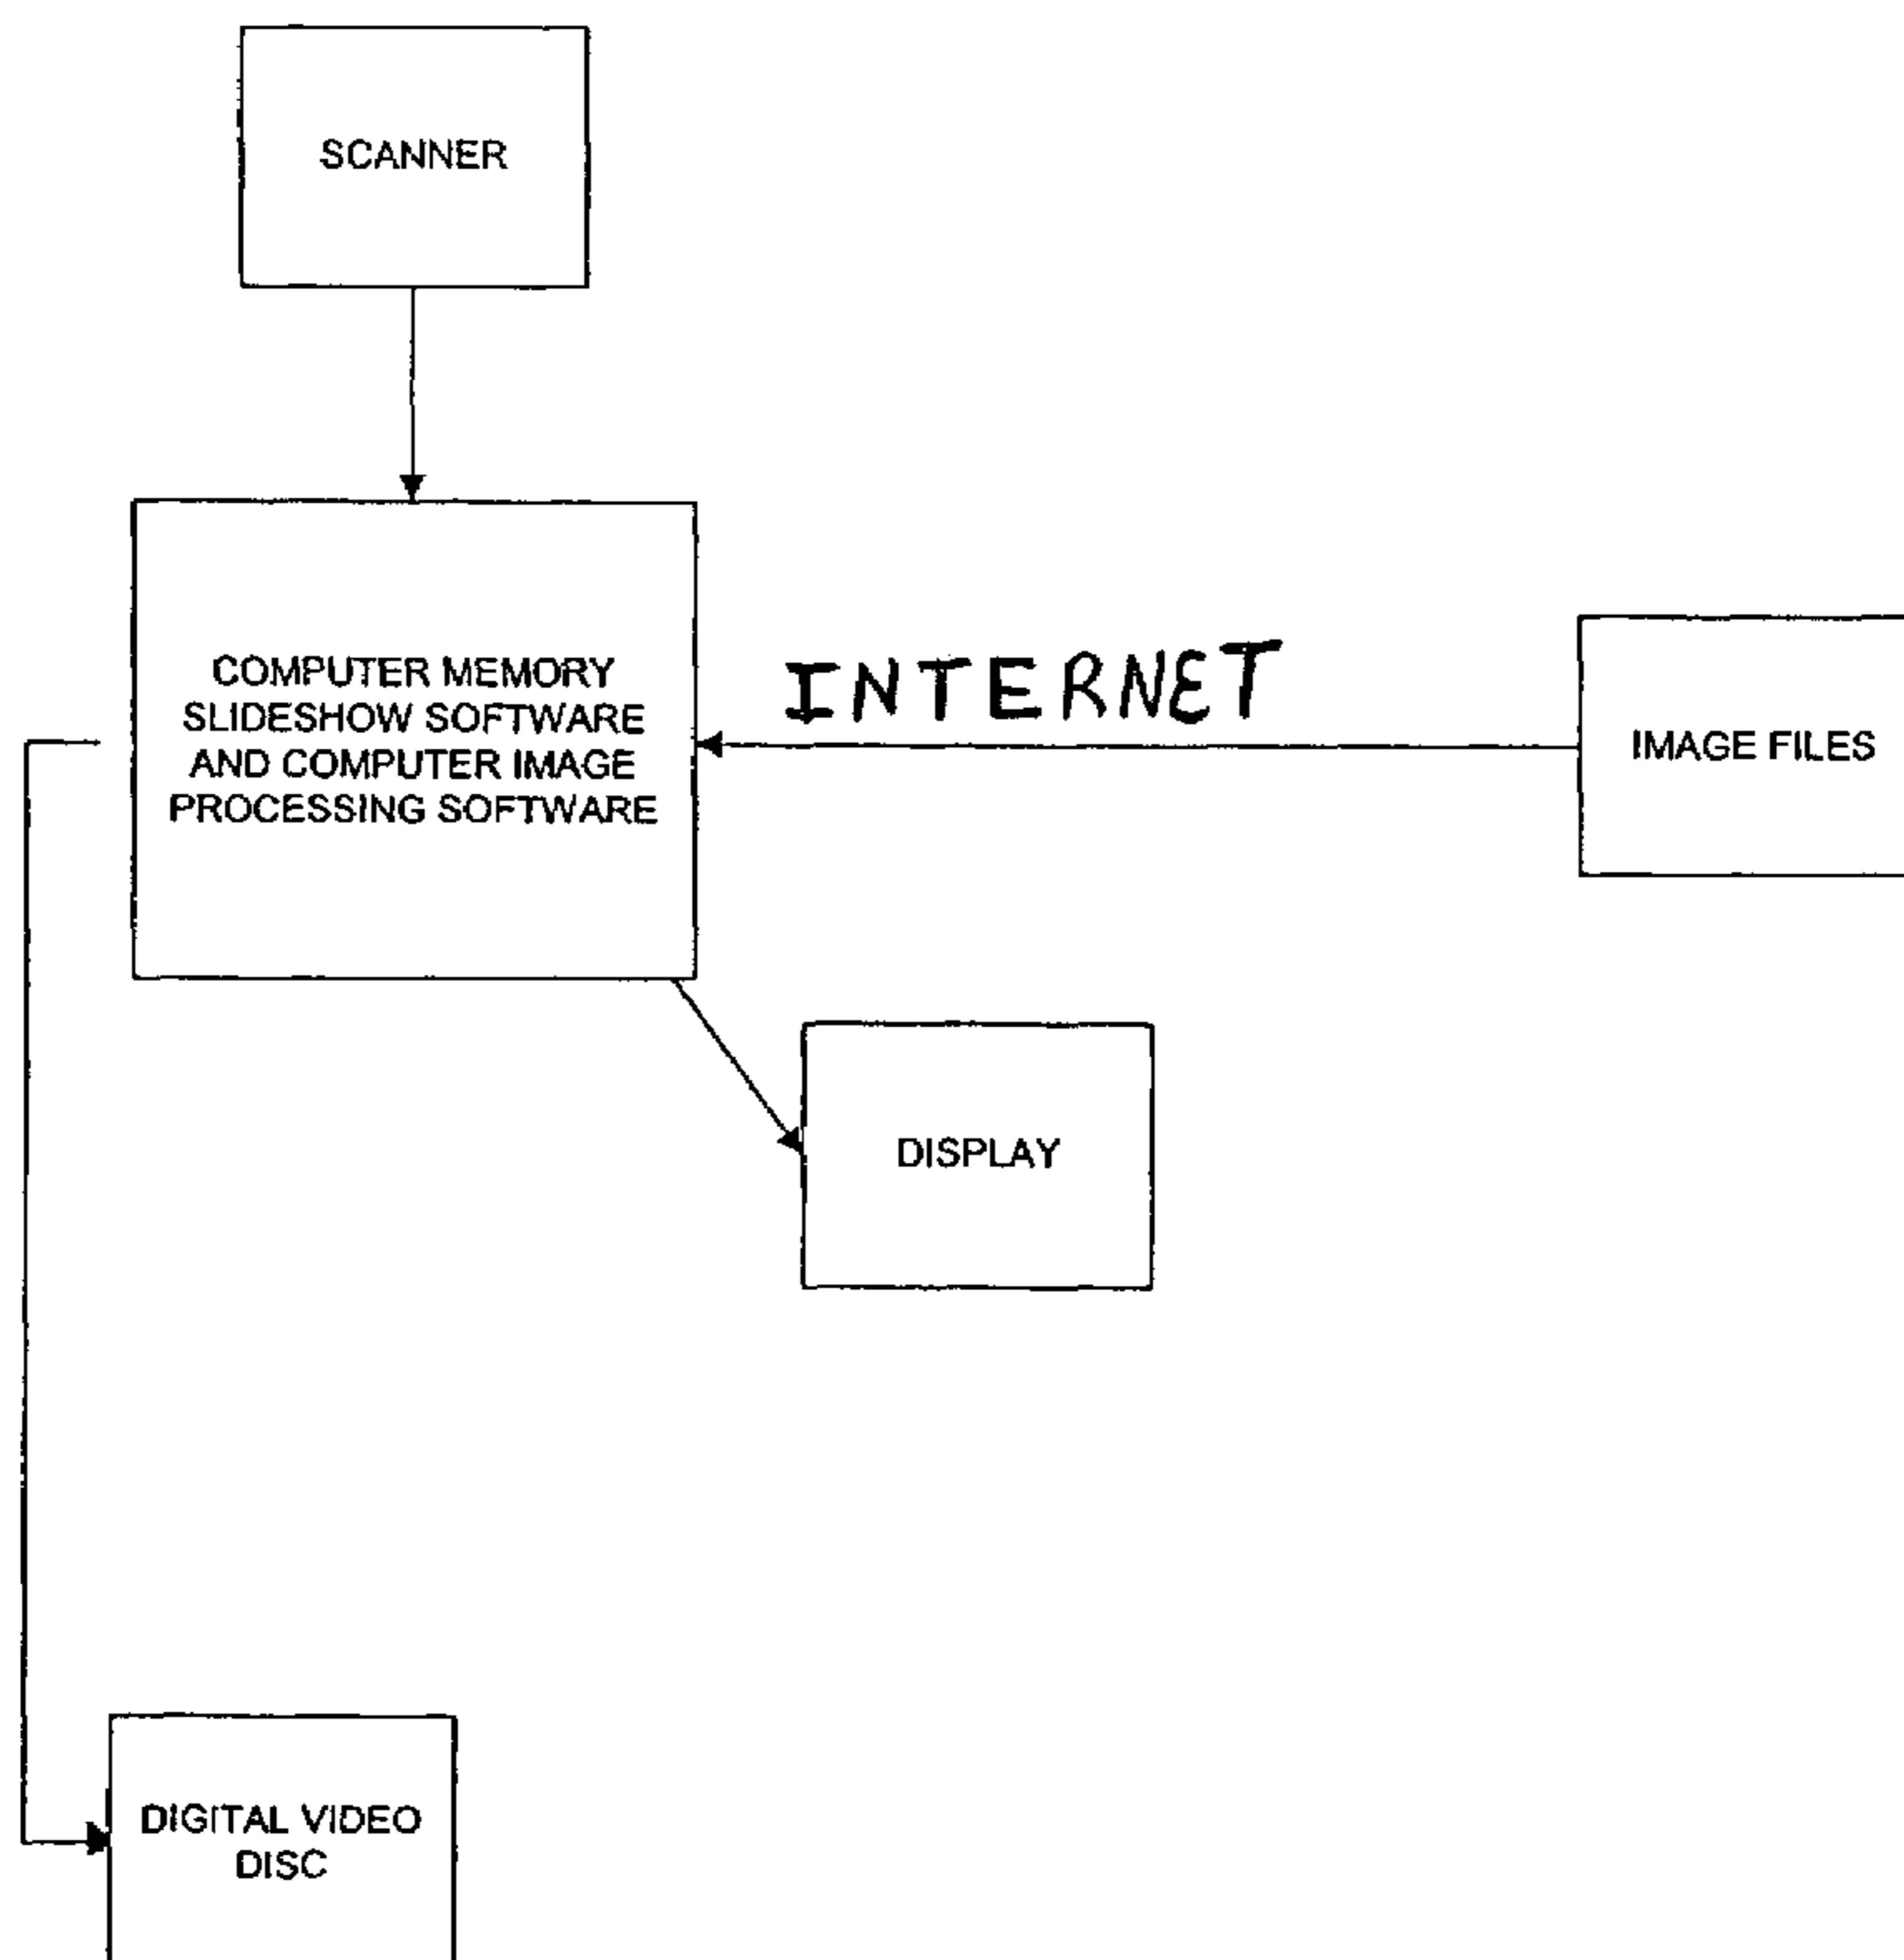 SCANNER
COMPUTER MEMORY
SLIDESHOW SOFTWARE
AND COMPUTER IMAGE
PROCESSING SOFTWARE
INTERNET
IMAGE FILES
DISPLAY
DIGITAL VIDEO
DISC